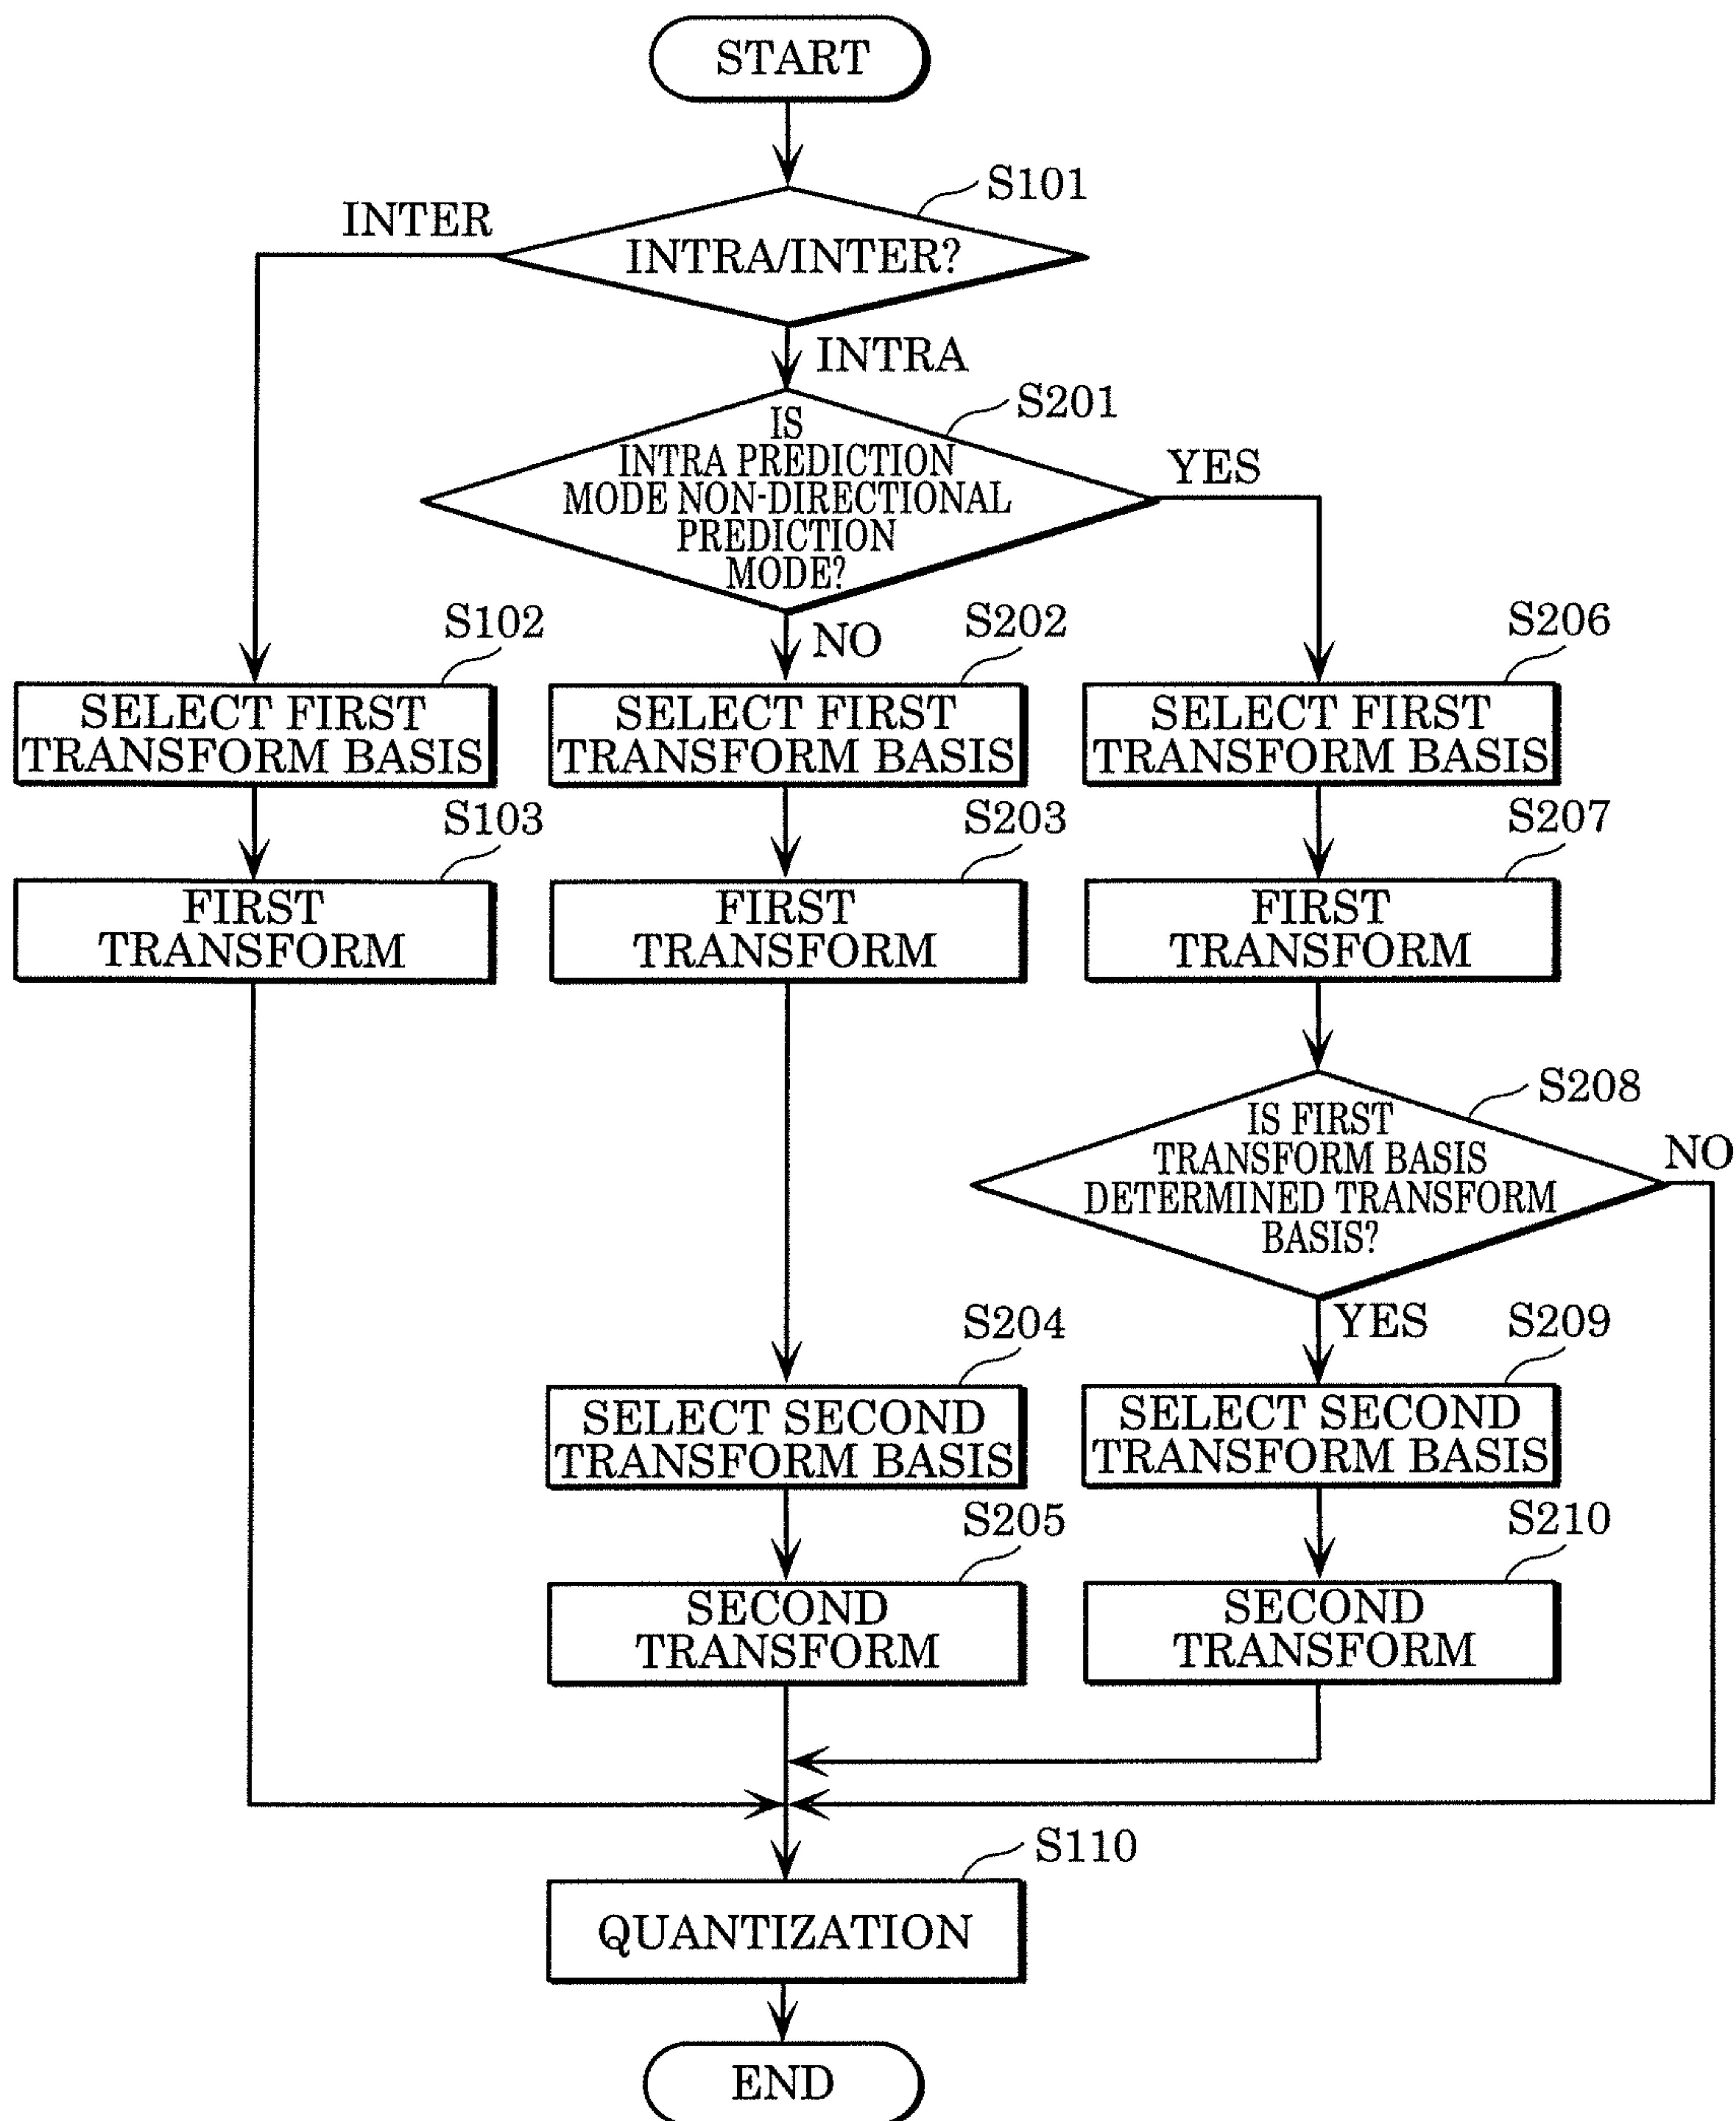 START
S101
INTER
INTRA/INTER?
INTRA
S201
IS
INTRA PREDICTION
MODE NON-DIRECTIONAL
PREDICTION
MODE?
YES
NO
S102
SELECT FIRST
TRANSFORM BASIS
S202
SELECT FIRST
TRANSFORM BASIS
S206
SELECT FIRST
TRANSFORM BASIS
S103
FIRST
TRANSFORM
S203
FIRST
TRANSFORM
S207
FIRST
TRANSFORM
S208
IS FIRST
TRANSFORM BASIS
DETERMINED TRANSFORM
BASIS?
NO
YES
S204
SELECT SECOND
TRANSFORM BASIS
S209
SELECT SECOND
TRANSFORM BASIS
S205
SECOND
TRANSFORM
S210
SECOND
TRANSFORM
S110
QUANTIZATION
END